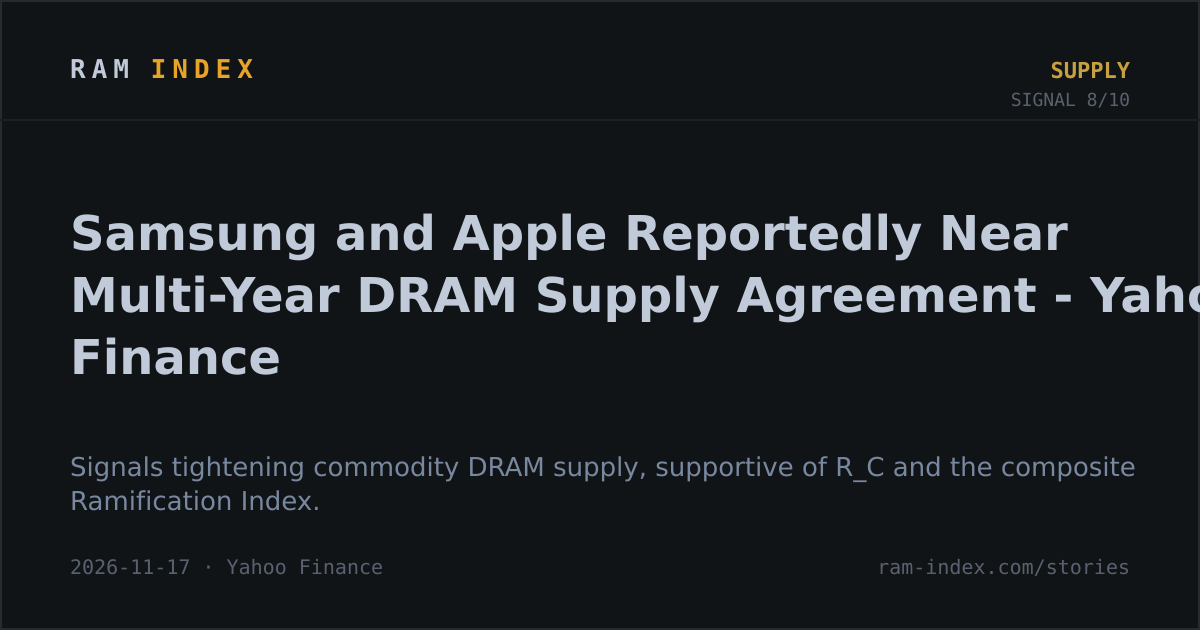 RAM INDEX
SUPPLY
SIGNAL 8/10
Samsung and Apple Reportedly Near
Multi-Year DRAM Supply Agreement - Yaho
Finance
Signals tightening commodity DRAM supply, supportive of R_C and the composite
Ramification Index.
2026-11-17 · Yahoo Finance
ram-index.com/stories